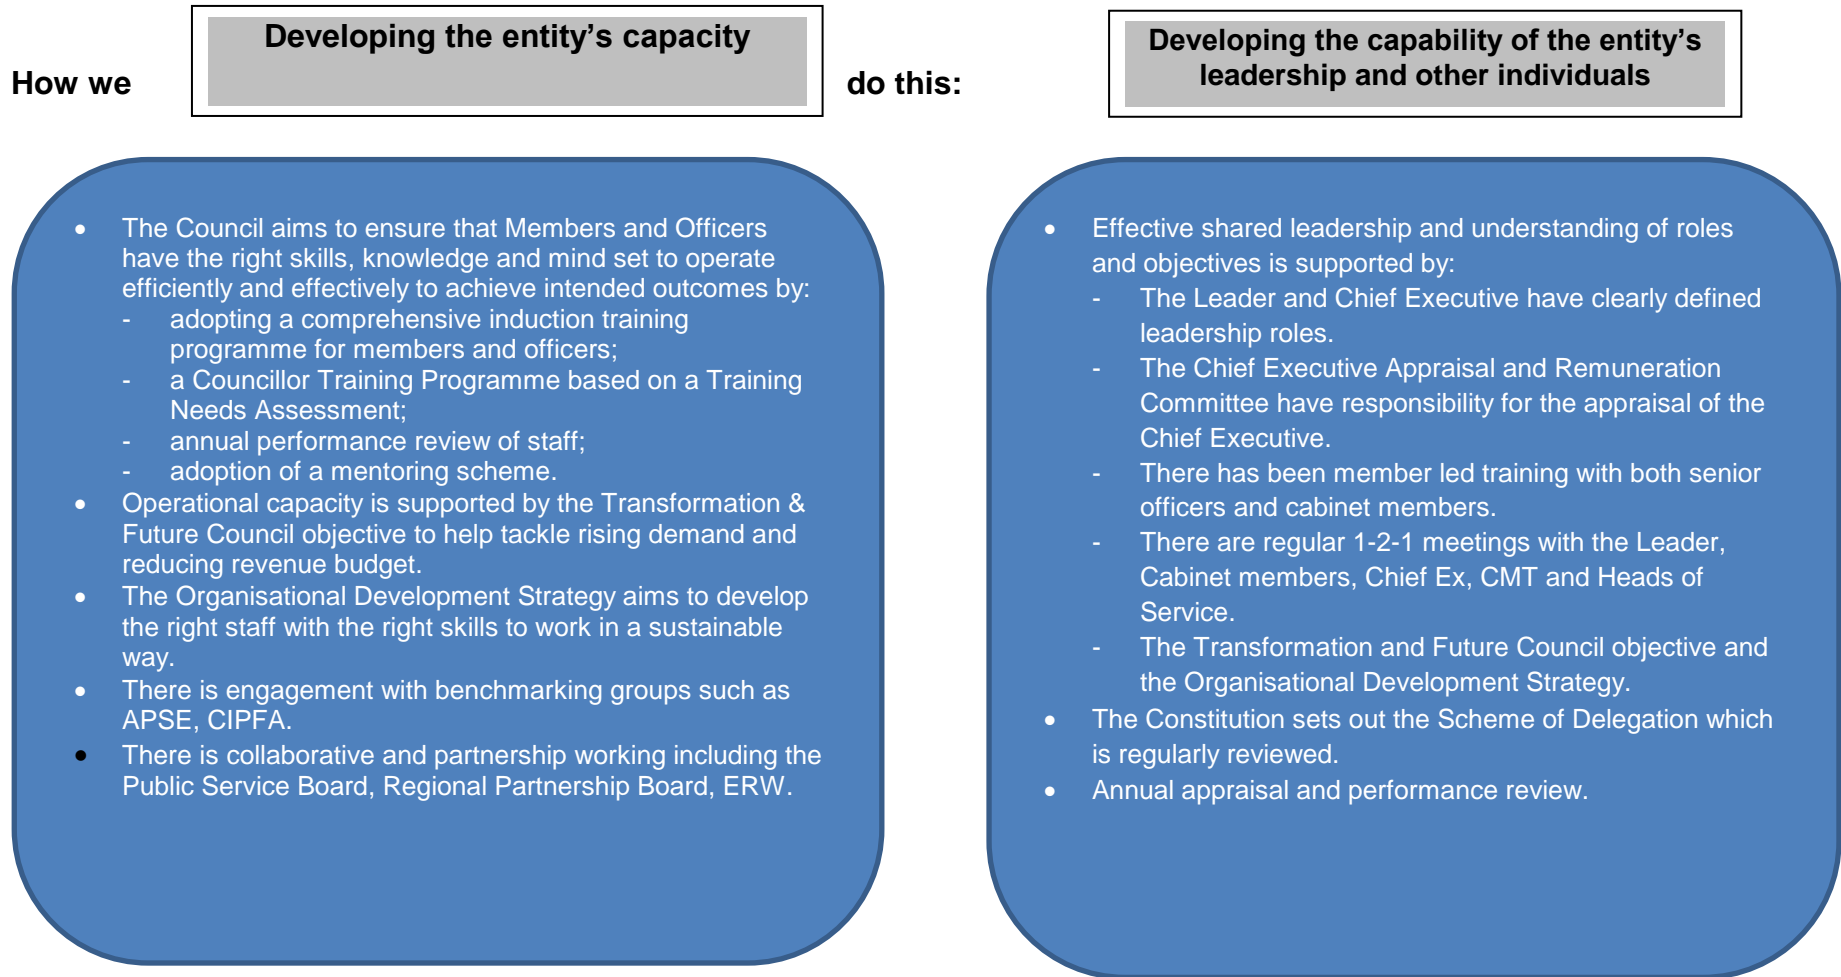 How we
Developing the entity's capacity
do this:
Developing the capability of the entity's
leadership and other individuals
• The Council aims to ensure that Members and Officers
have the right skills, knowledge and mind set to operate
efficiently and effectively to achieve intended outcomes by:
- adopting a comprehensive induction training
programme for members and officers;
- a Councillor Training Programme based on a Training
Needs Assessment;
- annual performance review of staff;
- adoption of a mentoring scheme.
• Operational capacity is supported by the Transformation &
Future Council objective to help tackle rising demand and
reducing revenue budget.
• The Organisational Development Strategy aims to develop
the right staff with the right skills to work in a sustainable
way.
• There is engagement with benchmarking groups such as
APSE, CIPFA.
• There is collaborative and partnership working including the
Public Service Board, Regional Partnership Board, ERW.
• Effective shared leadership and understanding of roles
and objectives is supported by:
- The Leader and Chief Executive have clearly defined
leadership roles.
- The Chief Executive Appraisal and Remuneration
Committee have responsibility for the appraisal of the
Chief Executive.
- There has been member led training with both senior
officers and cabinet members.
- There are regular 1-2-1 meetings with the Leader,
Cabinet members, Chief Ex, CMT and Heads of
Service.
- The Transformation and Future Council objective and
the Organisational Development Strategy.
• The Constitution sets out the Scheme of Delegation which
is regularly reviewed.
• Annual appraisal and performance review.